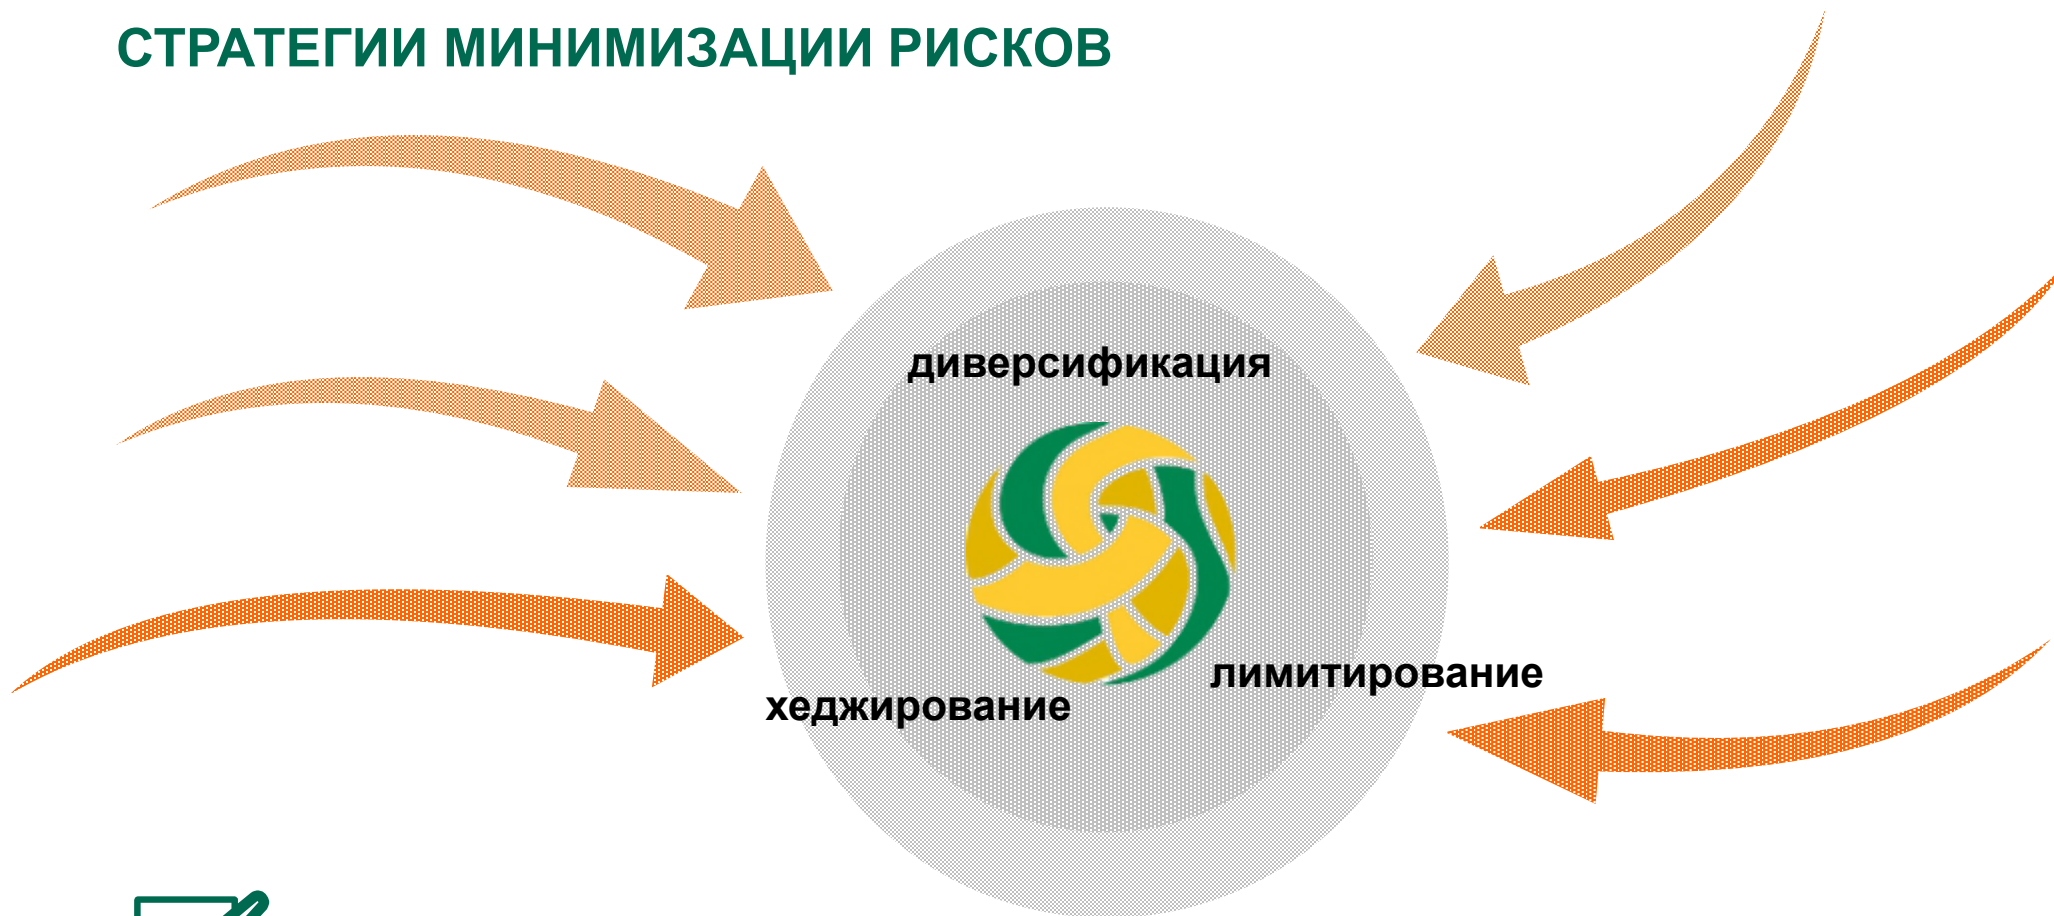 СТРАТЕГИИ МИНИМИЗАЦИИ РИСКОВ
диверсификация
лимитирование
хеджирование